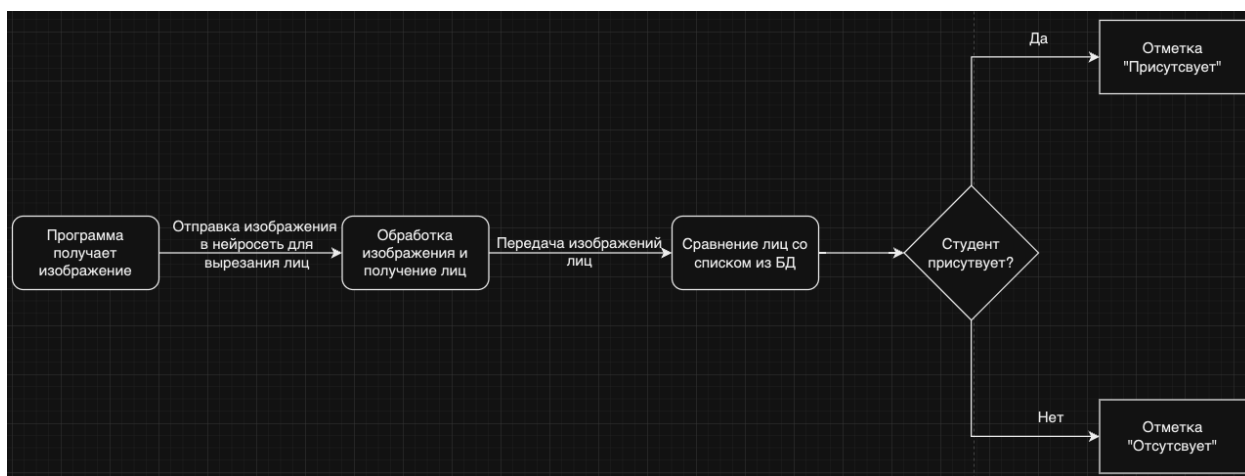 Программа
получает
изображение
Отправка изображения
в нейросеть для
вырезания лиц
Обработка
изображения и
получение лиц
Передача изображений
лиц
Сравнение лиц со
списком из БД
Студент
присутвует?
Да
Отметка
"Присутсвует"
Нет
Отметка
"Отсутсвует"